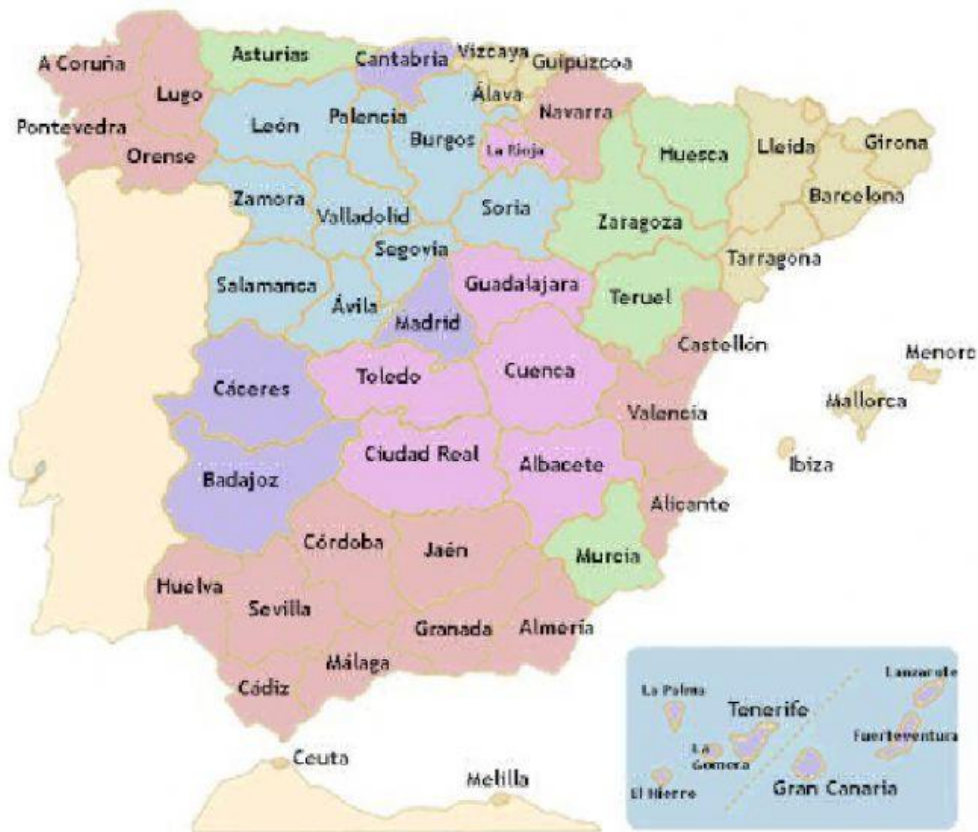 Asturias
Cantabria
Vizcaya
Guipúzcoa
A Coruña
Lugo
Álava
Navarra
Pontevedra
León
Palencia
Burgos
La Rioja
Orense
Huesca
Lleida
Girona
Zamora
Valladolid
Soria
Zaragoza
Barcelona
Segovia
Tarragona
Salamanca
Ávila
Guadalajara
Teruel
Madrid
Castellón
Menorc
Cáceres
Toledo
Cuenca
Mallorca
Valencia
Ciudad Real
Albacete
Ibiza
Badajoz
Alicante
Córdoba
Jaén
Murcia
Huelva
Sevilla
Granada
Almería
Málaga
Cádiz
Ceuta
Melilla
Lanzarote
La Palma
Tenerife
Fuerteventura
La
Gomera
El Hierro
Gran Canaria